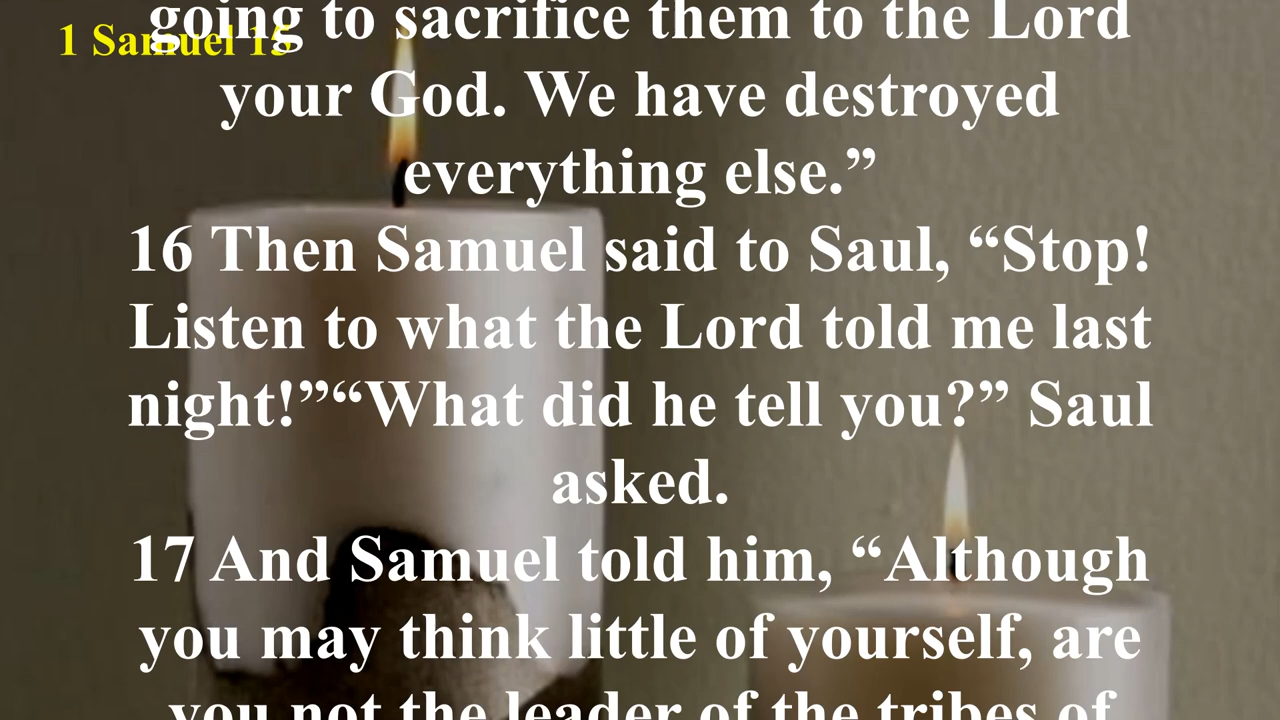 1 Samuel 15
going to sacrifice them to the Lord
your God. We have destroyed
everything else.”
16 Then Samuel said to Saul, “Stop!
Listen to what the Lord told me last
night!”“What did he tell you?” Saul
asked.
17 And Samuel told him, “Although
you may think little of yourself, are
you not the leader of the tribes of